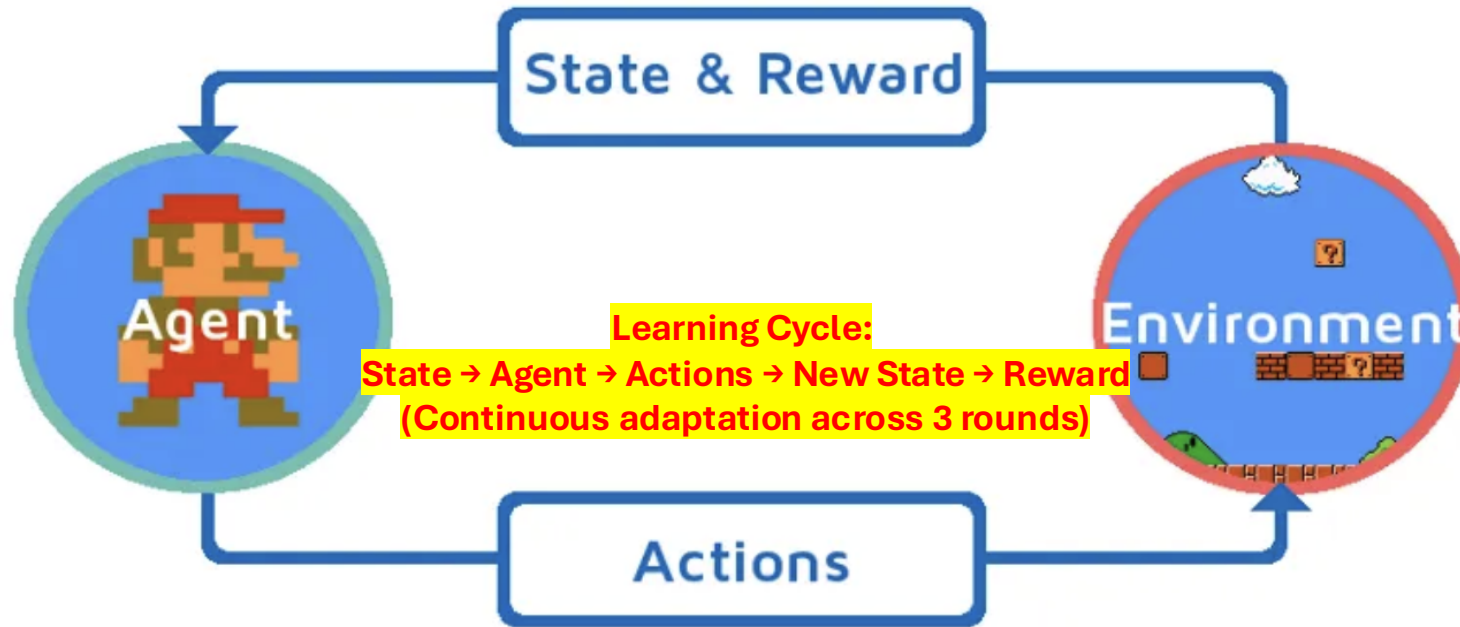 State & Reward
Agent
Environment
Learning Cycle:
State → Agent → Actions → New State → Reward
(Continuous adaptation across 3 rounds)
?
?
Actions